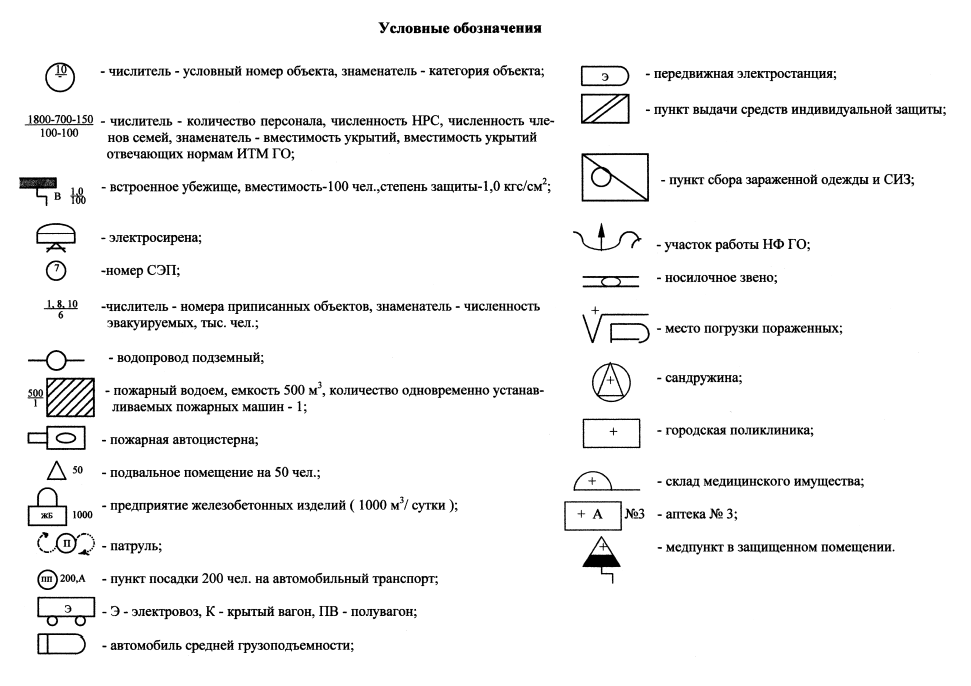 Условные обозначения
10 - числитель - условный номер объекта, знаменатель - категория объекта;
1800-700-150 - числитель - количество персонала, численность НРС, численность чле-
100-100 нов семей, знаменатель - вместимость укрытий, вместимость укрытий
отвечающих нормам ИТМ ГО;
В 1,0 - встроенное убежище, вместимость-100 чел.,степень защиты-1,0 кгс/см²;
100
- электросирена;
7 -номер СЭП;
1, 8, 10 -числитель - номера приписанных объектов, знаменатель - численность
6 эвакуируемых, тыс. чел.;
- водопровод подземный;
500 - пожарный водоем, емкость 500 м³, количество одновременно устанав-
1 ливаемых пожарных машин - 1;
- пожарная автоцистерна;
50 - подвальное помещение на 50 чел.;
ЖБ 1000 - предприятие железобетонных изделий ( 1000 м³/ сутки );
П - патруль;
ПП 200,А - пункт посадки 200 чел. на автомобильный транспорт;
Э - Э - электровоз, К - крытый вагон, ПВ - полувагон;
- автомобиль средней грузоподъемности;
Э - передвижная электростанция;
- пункт выдачи средств индивидуальной защиты;
- пункт сбора зараженной одежды и СИЗ;
- участок работы НФ ГО;
- носилочное звено;
- место погрузки пораженных;
- сандружина;
- городская поликлиника;
- склад медицинского имущества;
+ А №3 - аптека № 3;
- медпункт в защищенном помещении.